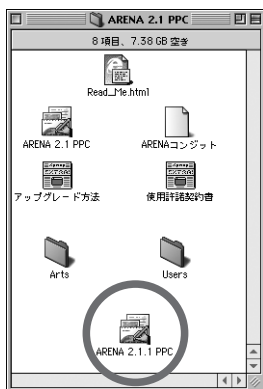 ARENA 2.1 PPC
8 項目、7.38 GB 空き
Read_Me.html
ARENA 2.1 PPC
ARENAコンジット
アップグレード方法
使用許諾契約書
Arts
Users
ARENA 2.1.1 PPC